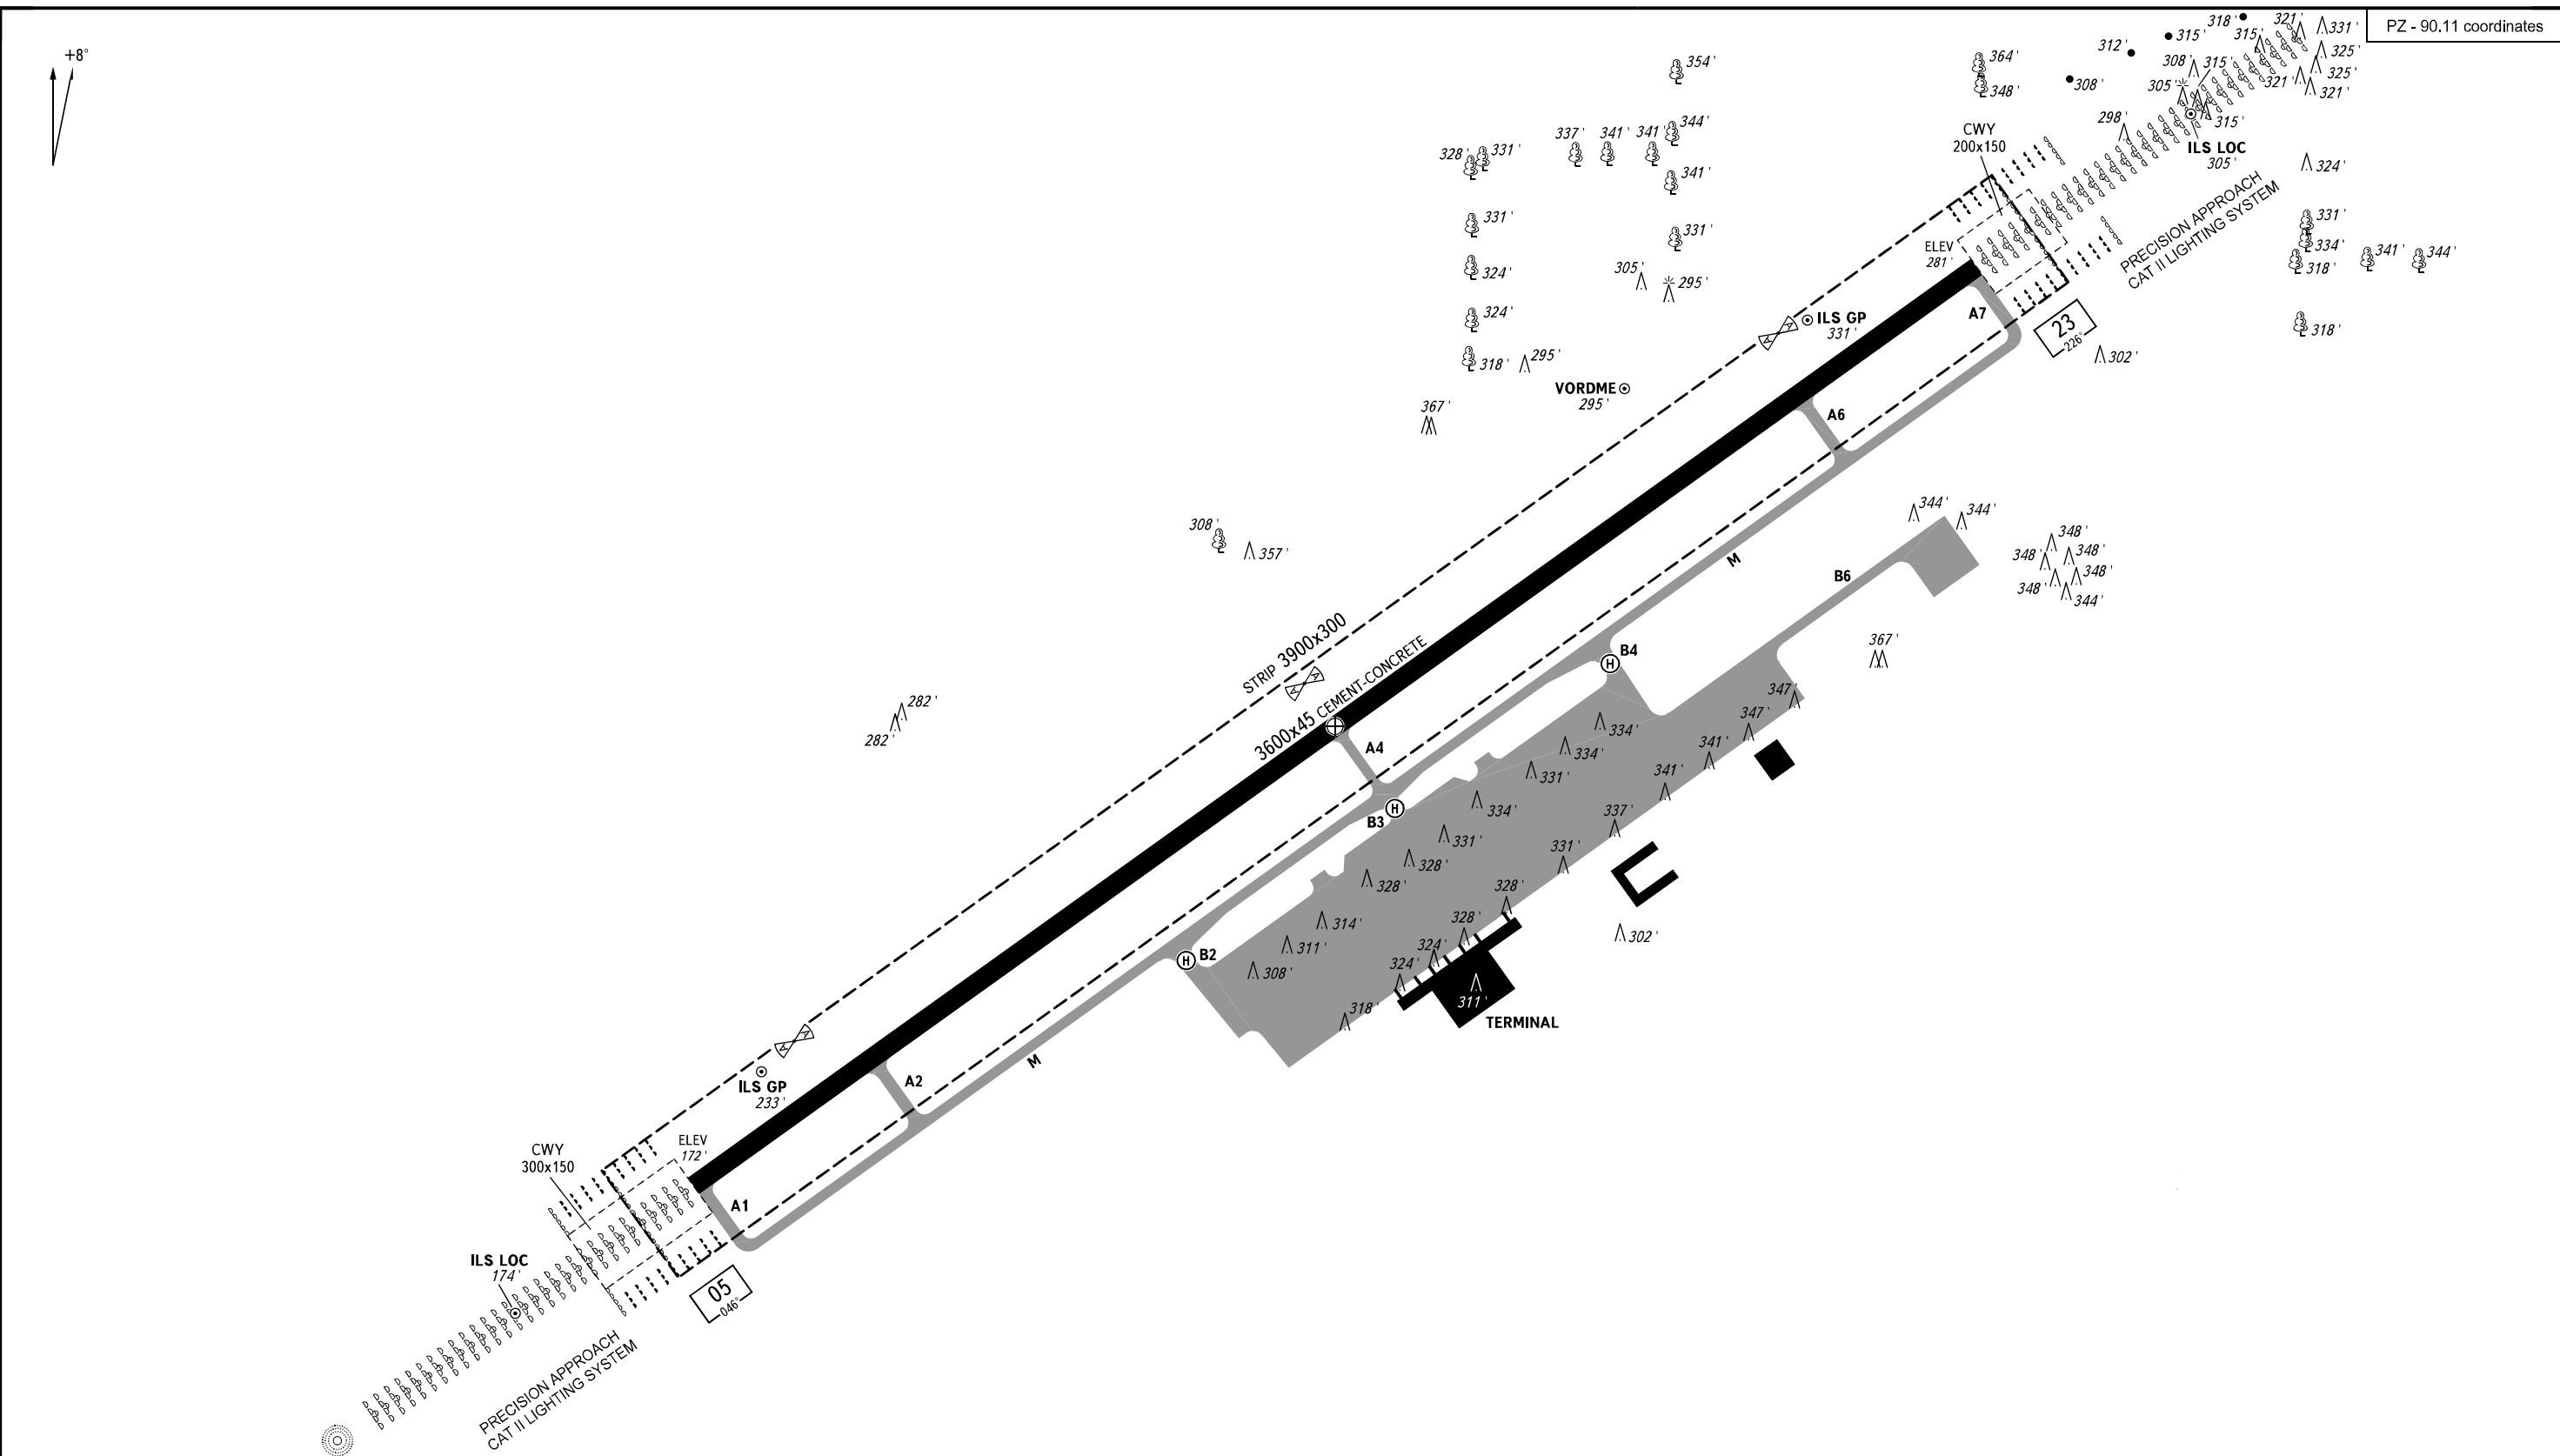 PZ - 90.11 coordinates
+8°
318'
321'
331'
315'
315'
312'
325'
308'
315'
325'
321'
305'
308'
321'
315'
298'
354'
364'
348'
344'
337'
341'
341'
328'
331'
341'
331'
331'
324'
305'
295'
324'
318'
295'
CWY
200x150
ILS LOC
305'
324'
PRECISION APPROACH
CAT II LIGHTING SYSTEM
331'
334'
318'
341'
344'
318'
ELEV
281'
A7
23
226°
302'
ILS GP
331'
VORDME
295'
367'
A6
308'
357'
344'
344'
M
B6
348'
348'
348'
348'
348'
344'
STRIP 3900x300
3600x45 CEMENT-CONCRETE
B4
H
367'
282'
282'
A4
H
B3
347'
347'
334'
334'
331'
341'
341'
334'
337'
331'
331'
328'
328'
328'
314'
328'
311'
324'
308'
324'
318'
302'
311'
TERMINAL
H
B2
M
A2
ILS GP
233'
ELEV
172'
CWY
300x150
A1
ILS LOC
174'
05
046°
PRECISION APPROACH
CAT II LIGHTING SYSTEM